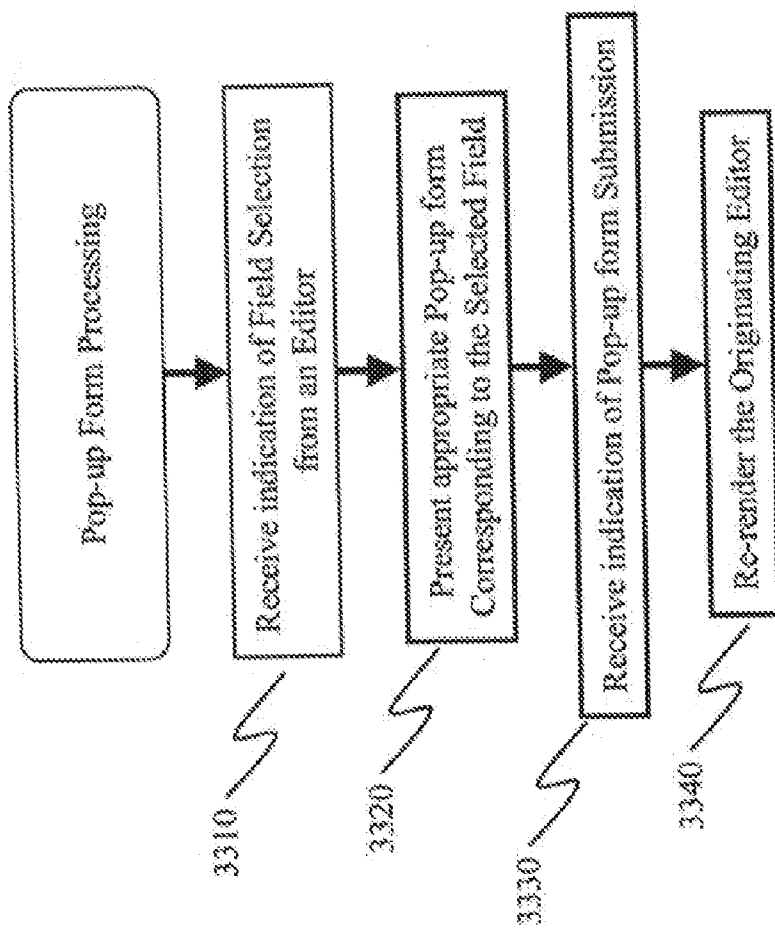 Pop-up Form Processing
Receive indication of Field Selection
from an Editor
3310
Present appropriate Pop-up form
Corresponding to the Selected Field
3320
Receive indication of Pop-up form Submission
3330
Re-render the Originating Editor
3340